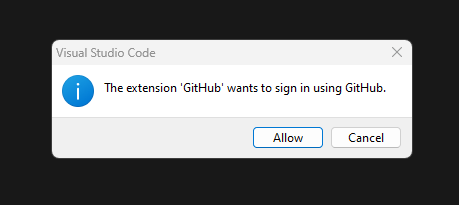 Visual Studio Code
The extension 'GitHub' wants to sign in using GitHub.
Allow
Cancel